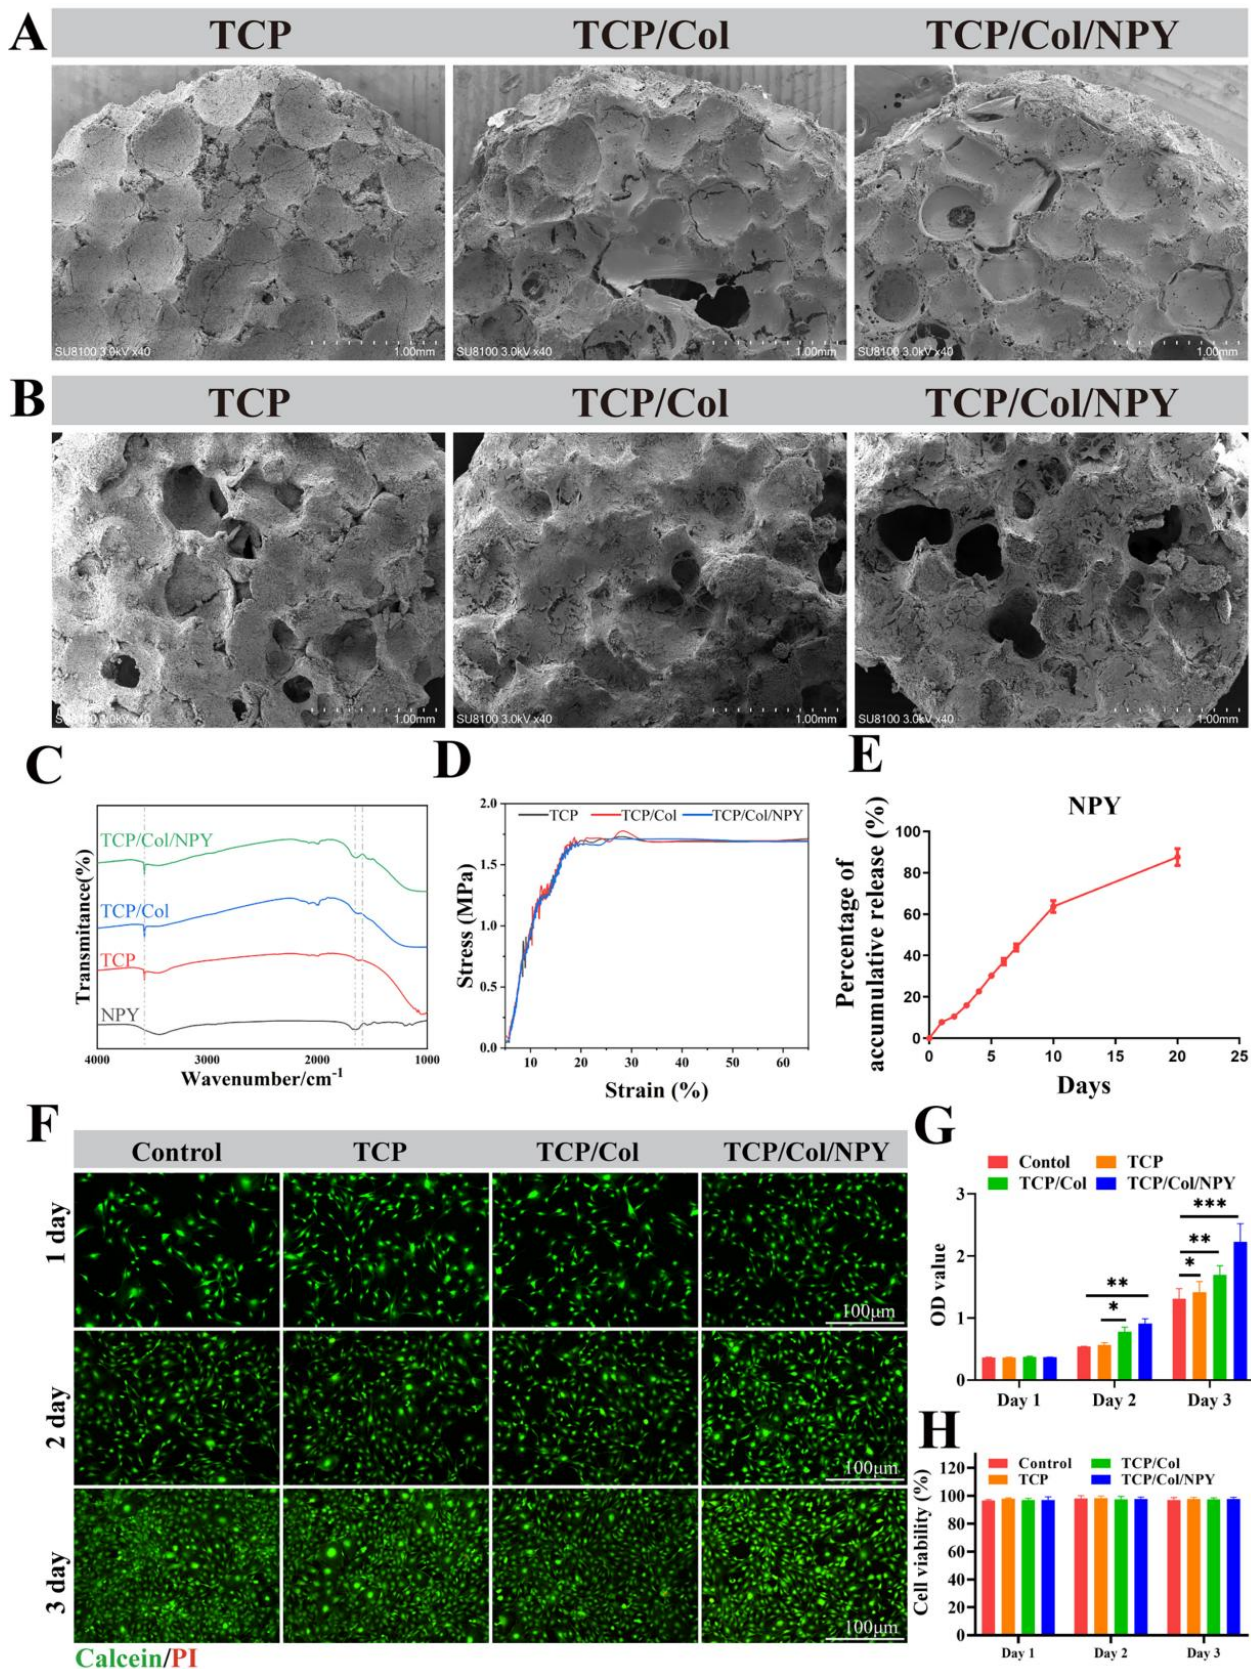 A
TCP TCP/Col TCP/Col/NPY
SU8100 3.0kV x40 1.00mm SU8100 3.0kV x40 1.00mm SU8100 3.0kV x40 1.00mm
B
TCP TCP/Col TCP/Col/NPY
SU8100 3.0kV x40 1.00mm SU8100 3.0kV x40 1.00mm SU8100 3.0kV x40 1.00mm
C
Transmitance(%)
TCP/Col/NPY
TCP/Col
TCP
NPY
4000 3000 2000 1000
Wavenumber/cm-1
D
Stress (MPa)
TCP TCP/Col TCP/Col/NPY
2.0
1.5
1.0
0.5
0.0
10 20 30 40 50 60
Strain (%)
E
NPY
Percentage of
accumulative release (%)
100
80
60
40
20
0
0 5 10 15 20 25
Days
F
Control TCP TCP/Col TCP/Col/NPY
1 day
100μm
2 day
100μm
3 day
100μm
Calcein/PI
G
Contol TCP
TCP/Col TCP/Col/NPY
OD value
3
2
1
0
** *
*** ** *
Day 1 Day 2 Day 3
H
Control TCP/Col
TCP TCP/Col/NPY
Cell viability (%)
120
100
80
60
40
20
0
Day 1 Day 2 Day 3